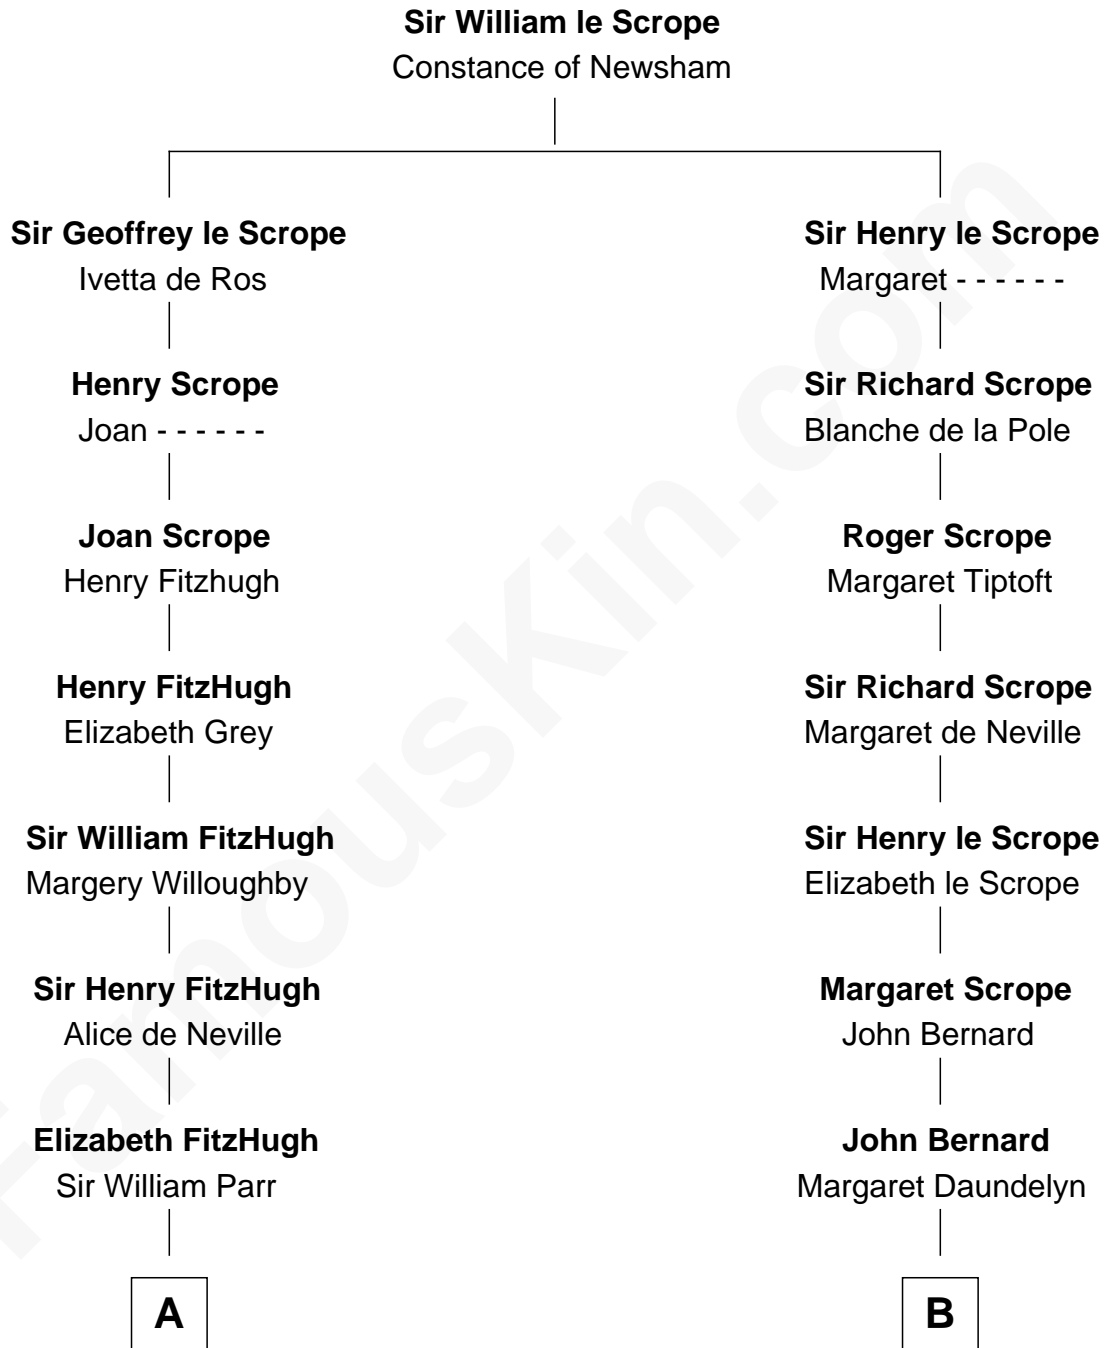 Sir William le Scrope
Constance of Newsham
Sir Geoffrey le Scrope
Ivetta de Ros
Sir Henry le Scrope
Margaret - - - - - -
Henry Scrope
Joan - - - - - -
Sir Richard Scrope
Blanche de la Pole
Joan Scrope
Henry Fitzhugh
Roger Scrope
Margaret Tiptoft
Henry FitzHugh
Elizabeth Grey
Sir Richard Scrope
Margaret de Neville
Sir William FitzHugh
Margery Willoughby
Sir Henry le Scrope
Elizabeth le Scrope
Sir Henry FitzHugh
Alice de Neville
Margaret Scrope
John Bernard
Elizabeth FitzHugh
Sir William Parr
John Bernard
Margaret Daundelyn
A
B
FamousKin.com